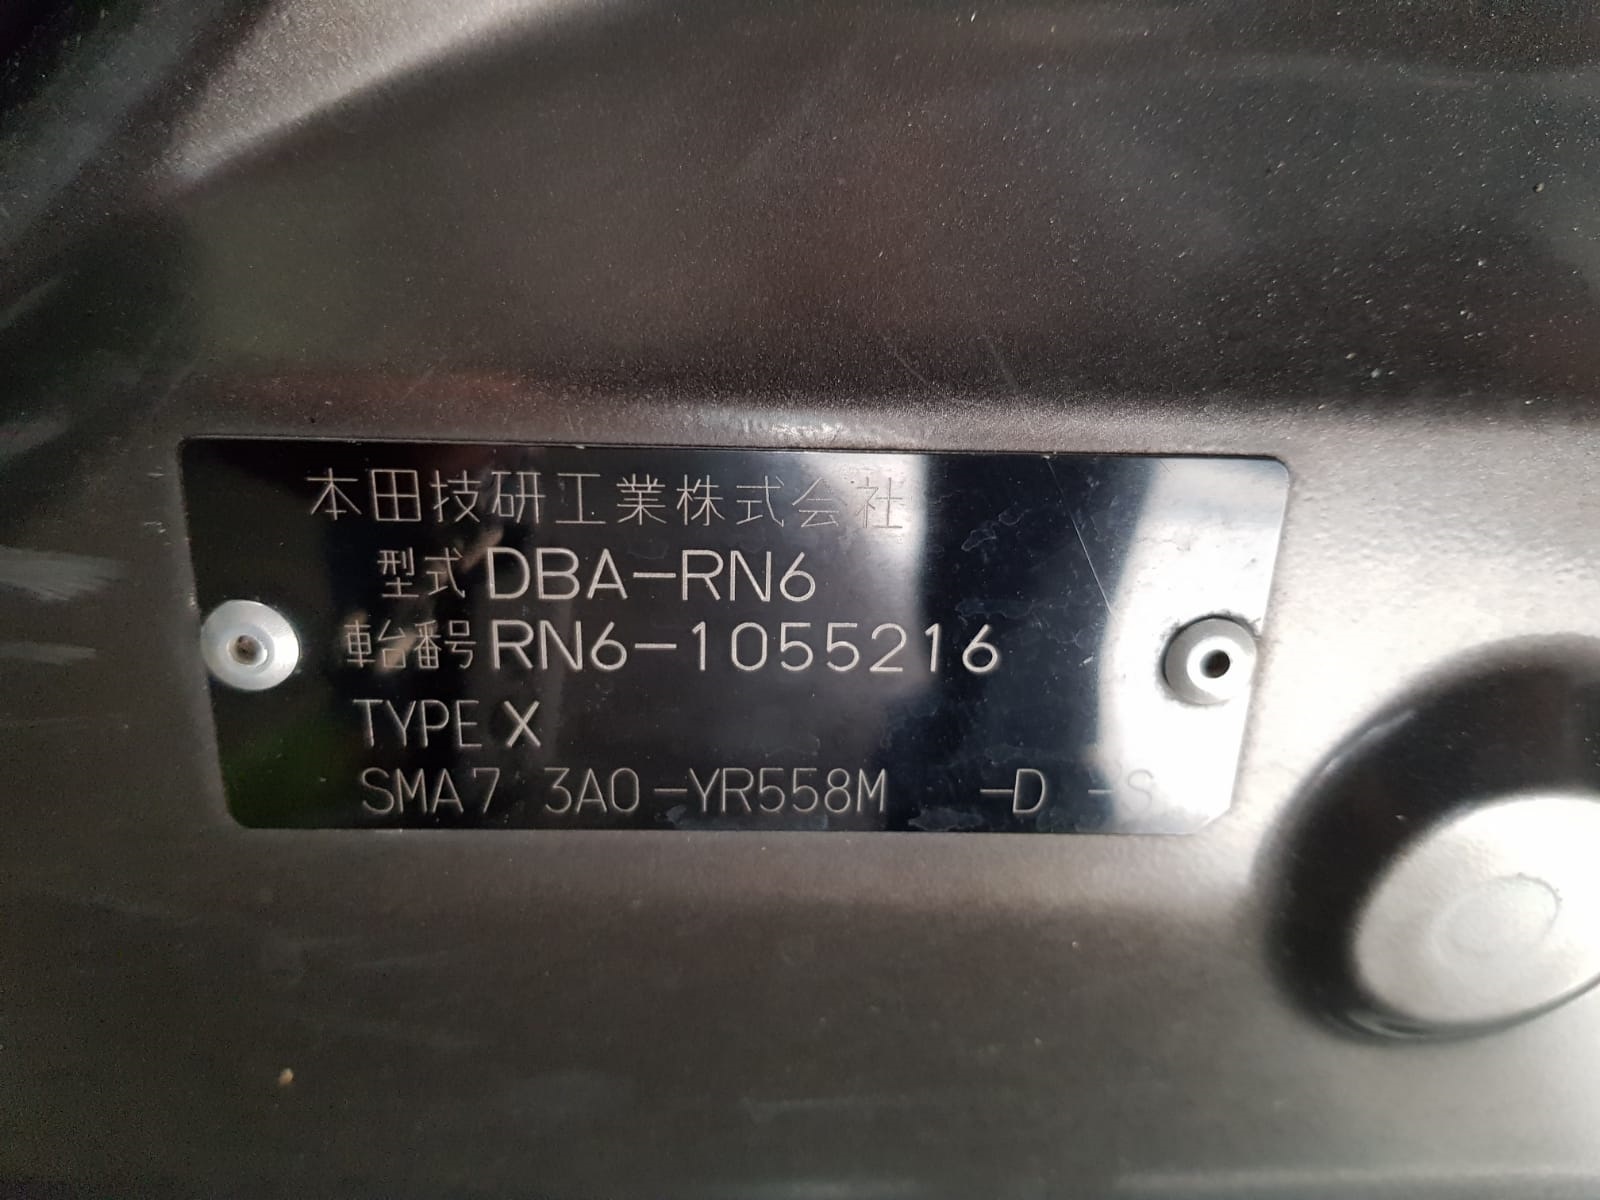 本田技研工業株式会社
型式 DBA-RN6
車台番号 RN6-1055216
TYPE X
SMA7 3A0-YR558M -D -S